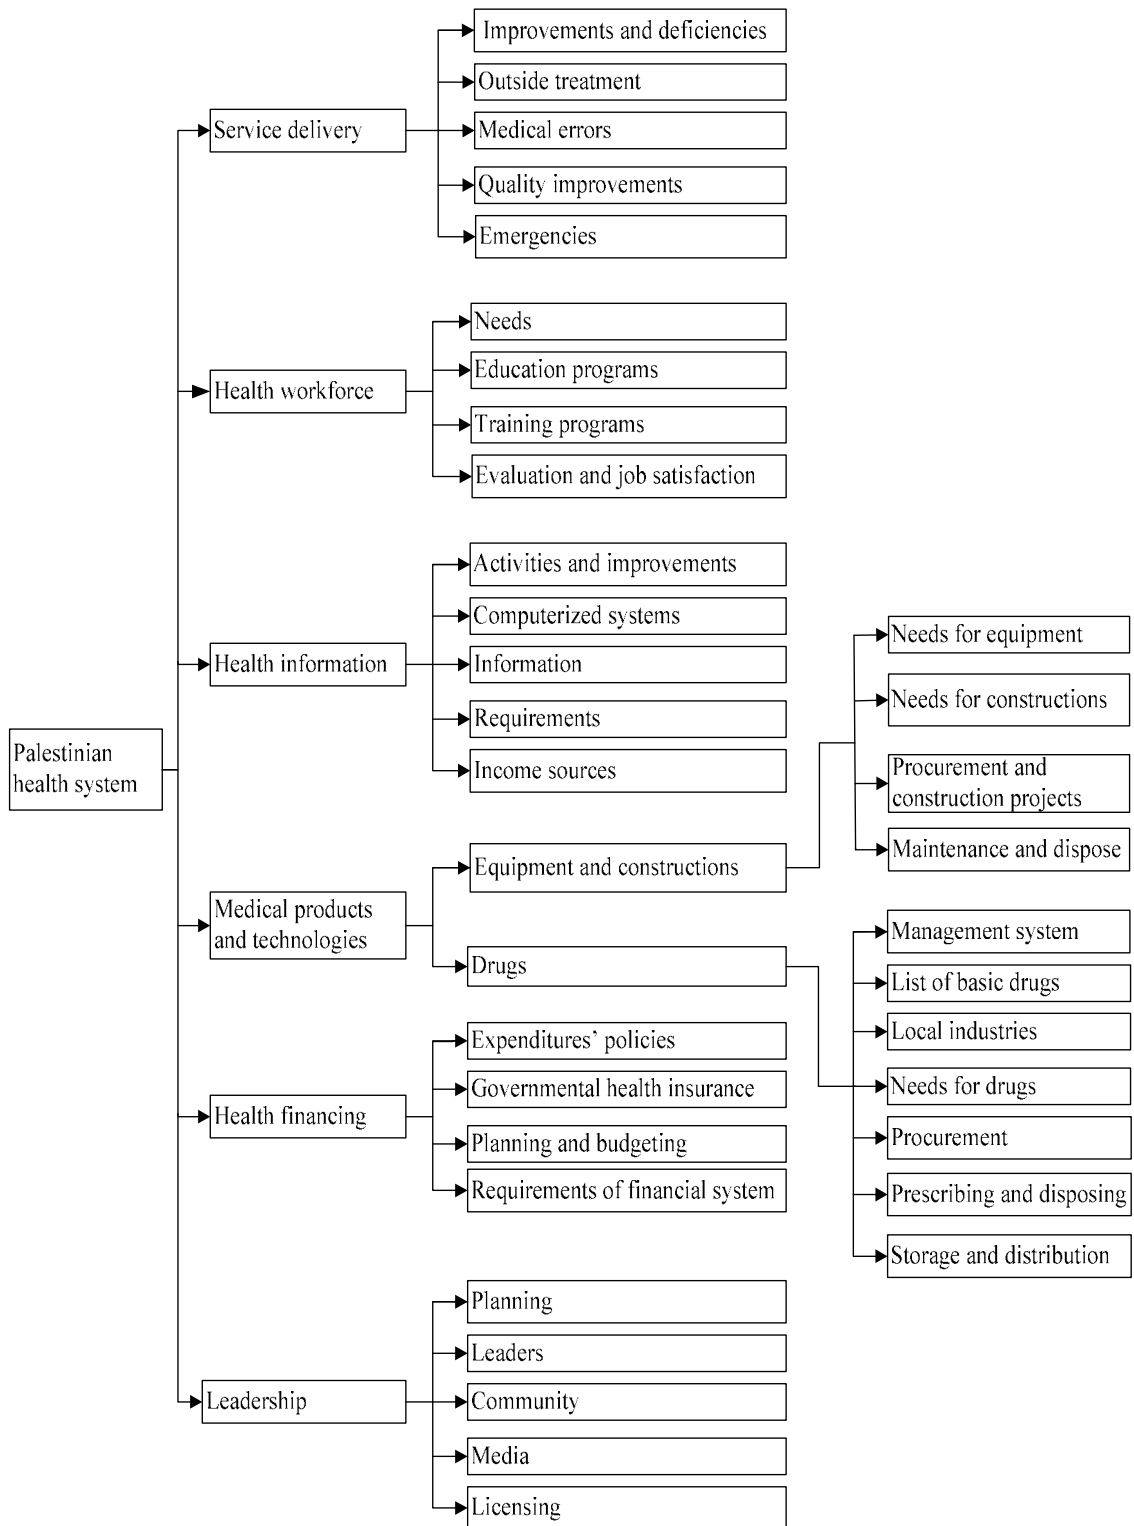 Palestinian
health system
Service delivery
Improvements and deficiencies
Outside treatment
Medical errors
Quality improvements
Emergencies
Health workforce
Needs
Education programs
Training programs
Evaluation and job satisfaction
Health information
Activities and improvements
Computerized systems
Information
Requirements
Income sources
Medical products
and technologies
Equipment and constructions
Needs for equipment
Needs for constructions
Procurement and
construction projects
Maintenance and dispose
Drugs
Management system
List of basic drugs
Local industries
Needs for drugs
Procurement
Prescribing and disposing
Storage and distribution
Health financing
Expenditures’ policies
Governmental health insurance
Planning and budgeting
Requirements of financial system
Leadership
Planning
Leaders
Community
Media
Licensing